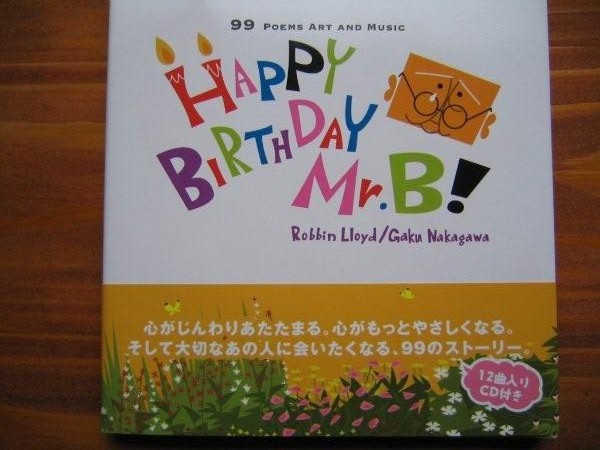 99 POEMS ART AND MUSIC
HAPPY
BIRTHDAY
Mr.B!
Robbin Lloyd/Gaku Nakagawa
心がじんわりあたたまる。心がもっとやさしくなる。
そして大切なあの人に会いたくなる、99のストーリー。
12曲入り
CD付き